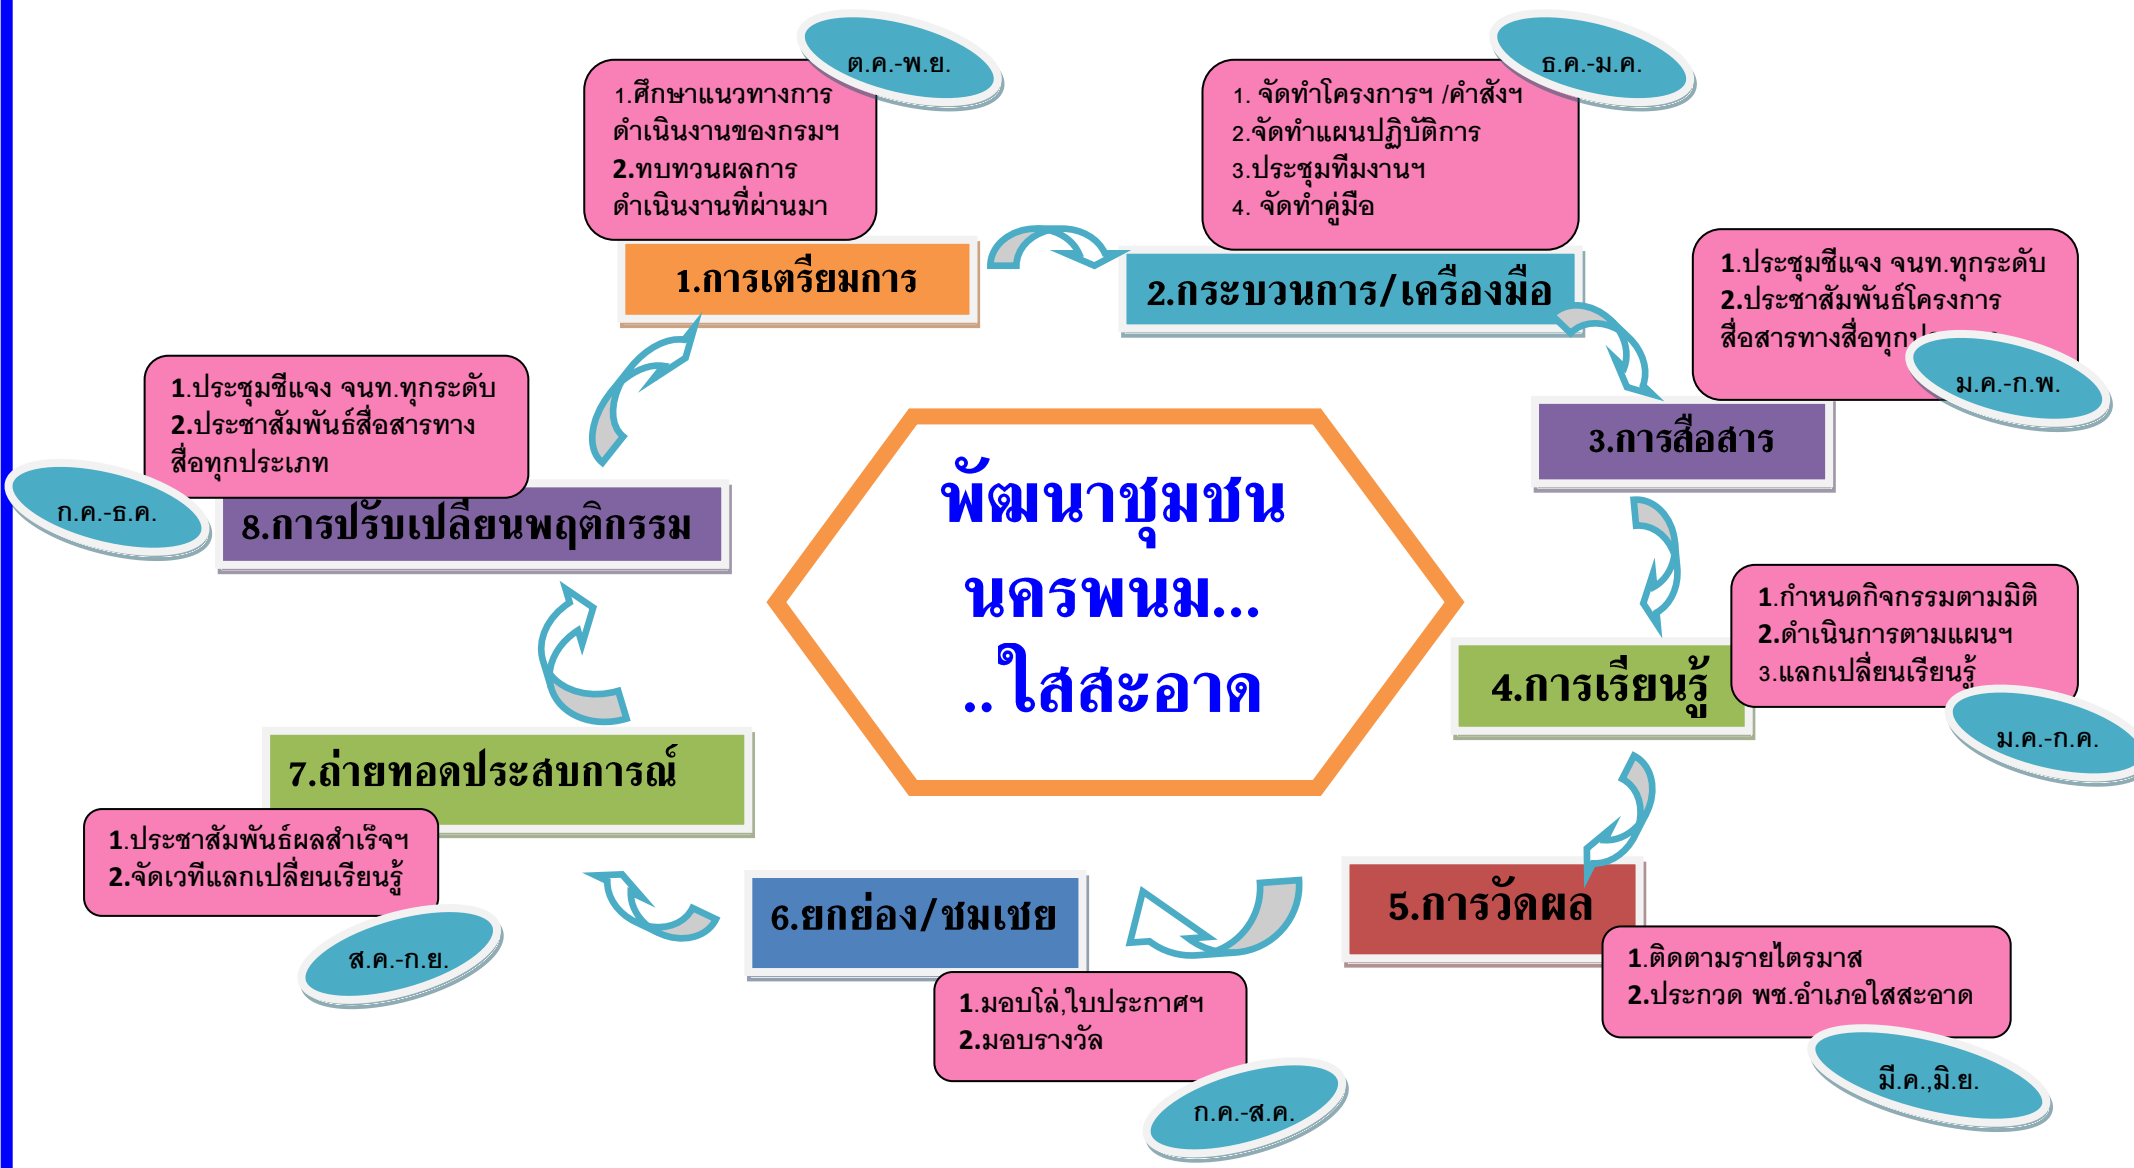 ต.ค.-พ.ย.
1.ศึกษาแนวทางการ
ดำเนินงานของกรมฯ
2.ทบทวนผลการ
ดำเนินงานที่ผ่านมา
1.การเตรียมการ
ธ.ค.-ม.ค.
1. จัดทำโครงการฯ /คำสั่งฯ
2.จัดทำแผนปฏิบัติการ
3.ประชุมทีมงานฯ
4. จัดทำคู่มือ
2.กระบวนการ/เครื่องมือ
1.ประชุมชี้แจง จนท.ทุกระดับ
2.ประชาสัมพันธ์โครงการ
สื่อสารทางสื่อทุก
ม.ค.-ก.พ.
3.การสื่อสาร
1.กำหนดกิจกรรมตามมิติ
2.ดำเนินการตามแผนฯ
3.แลกเปลี่ยนเรียนรู้
ม.ค.-ก.ค.
4.การเรียนรู้
5.การวัดผล
1.ติดตามรายไตรมาส
2.ประกวด พช.อำเภอใสสะอาด
มี.ค.,มิ.ย.
6.ยกย่อง/ชมเชย
1.มอบโล่,ใบประกาศฯ
2.มอบรางวัล
ก.ค.-ส.ค.
7.ถ่ายทอดประสบการณ์
1.ประชาสัมพันธ์ผลสำเร็จฯ
2.จัดเวทีแลกเปลี่ยนเรียนรู้
ส.ค.-ก.ย.
1.ประชุมชี้แจง จนท.ทุกระดับ
2.ประชาสัมพันธ์สื่อสารทาง
สื่อทุกประเภท
ก.ค.-ธ.ค.
8.การปรับเปลี่ยนพฤติกรรม
พัฒนาชุมชน
นครพนม...
..ใสสะอาด